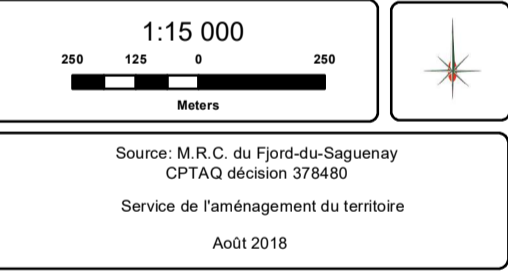 1:15 000
250 125 0 250
Meters
Source: M.R.C. du Fjord-du-Saguenay
CPTAQ décision 378480
Service de l'aménagement du territoire
Août 2018